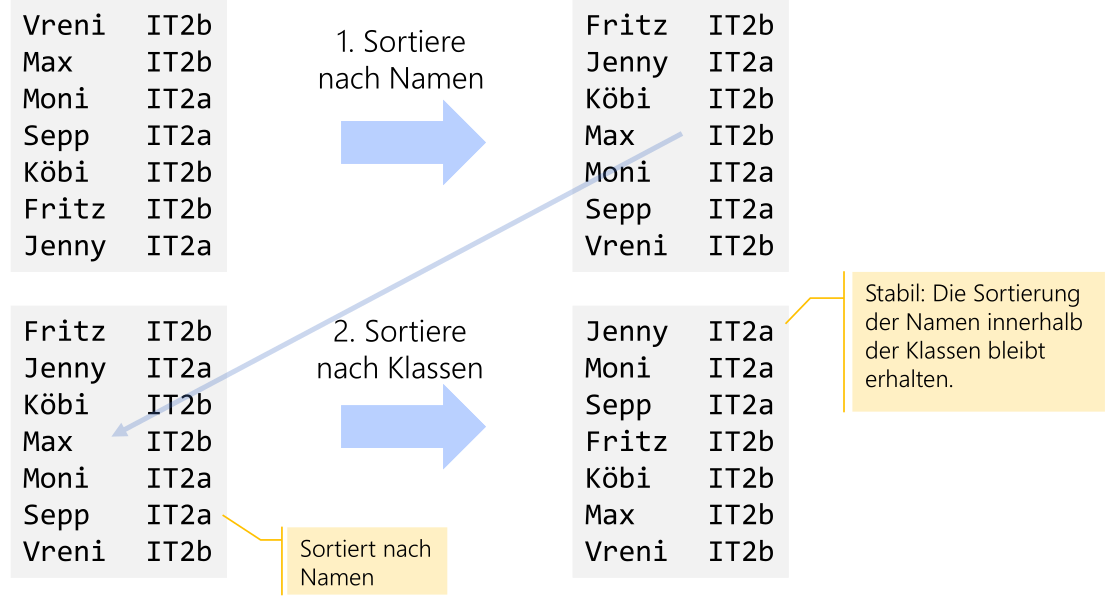 Vreni IT2b
Max IT2b
Moni IT2a
Sepp IT2a
Köbi IT2b
Fritz IT2b
Jenny IT2a
1. Sortiere
nach Namen
Fritz IT2b
Jenny IT2a
Köbi IT2b
Max IT2b
Moni IT2a
Sepp IT2a
Vreni IT2b
Fritz IT2b
Jenny IT2a
Köbi IT2b
Max IT2b
Moni IT2a
Sepp IT2a
Vreni IT2b
Sortiert nach
Namen
2. Sortiere
nach Klassen
Jenny IT2a
Moni IT2a
Sepp IT2a
Fritz IT2b
Köbi IT2b
Max IT2b
Vreni IT2b
Stabil: Die Sortierung
der Namen innerhalb
der Klassen bleibt
erhalten.